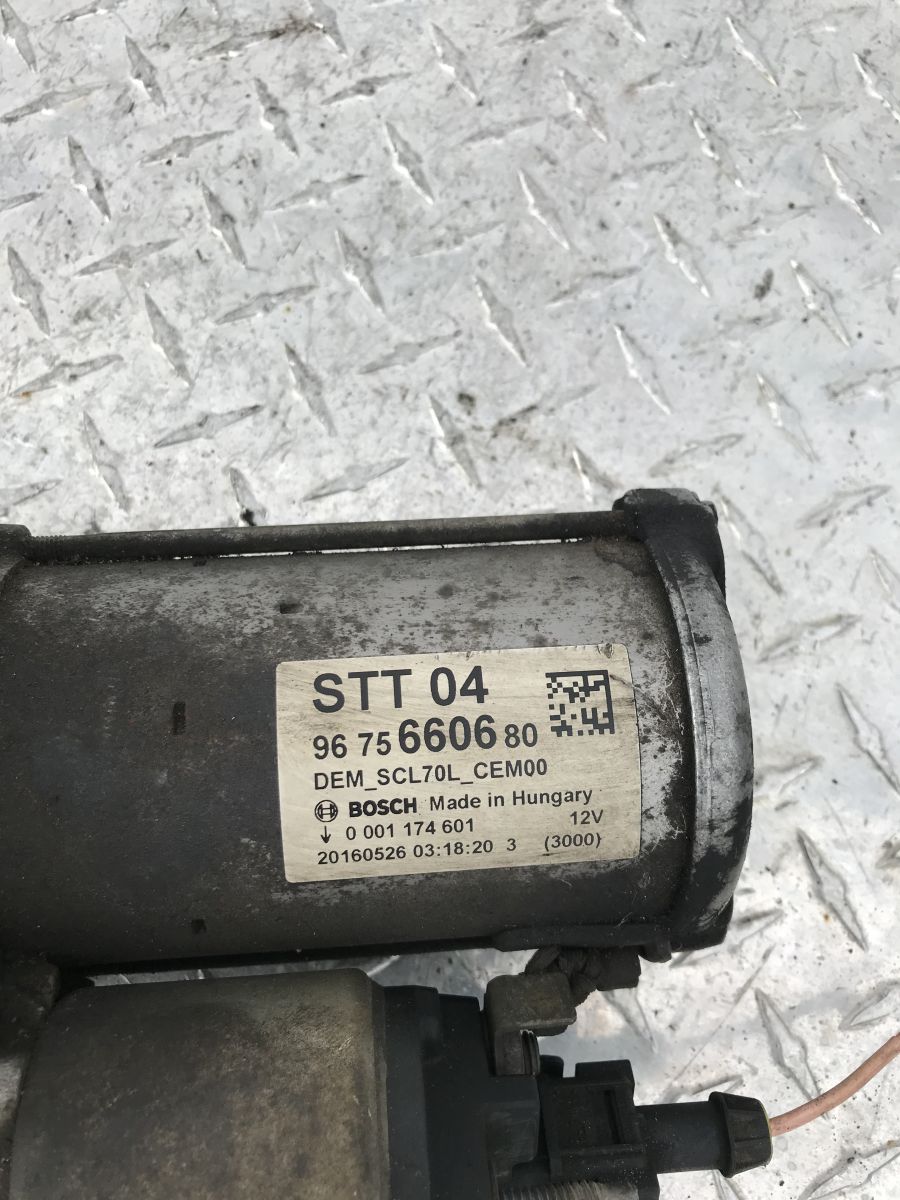 STT 04
96 75 6606 80
DEM_SCL70L_CEM00
BOSCH Made in Hungary
↓ 0 001 174 601 12V
20160526 03:18:20 3 (3000)